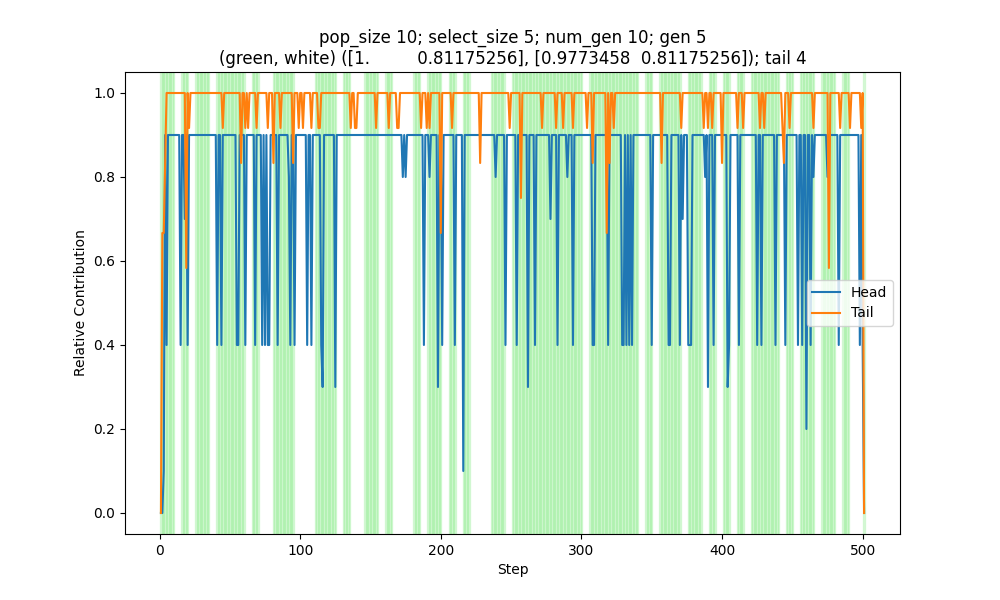 pop_size 10; select_size 5; num_gen 10; gen 5
(green, white) ([1.          0.81175256], [0.9773458  0.81175256]); tail 4
1.0
0.8
0.6
0.4
0.2
0.0
Relative Contribution
Head
Tail
0
100
200
300
400
500
Step